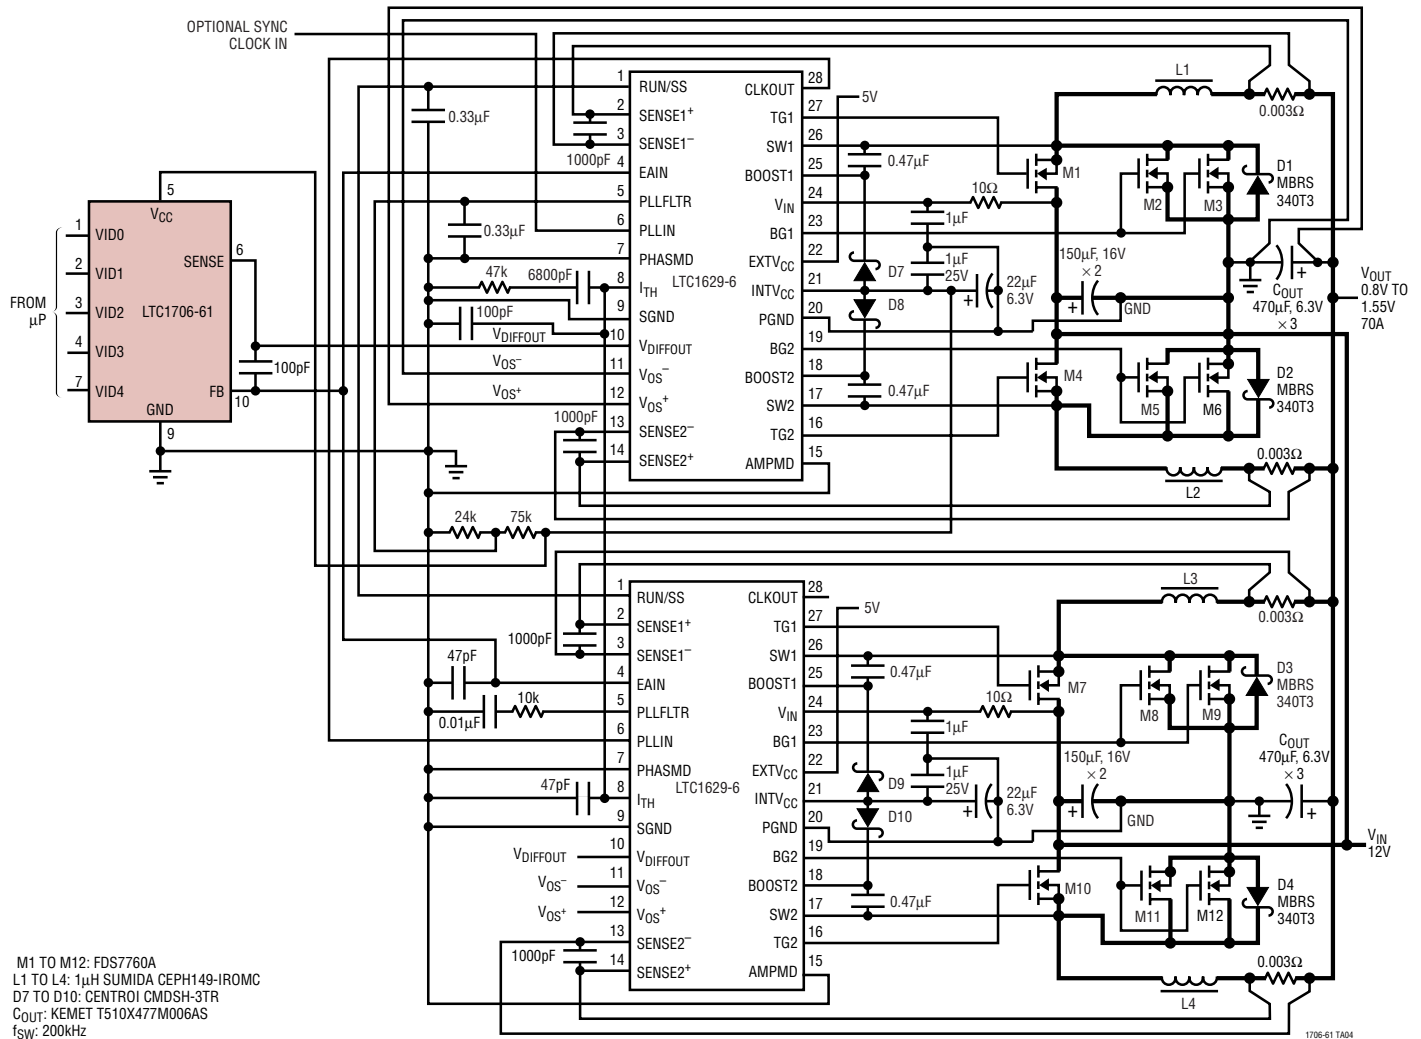 OPTIONAL SYNC
CLOCK IN
FROM
µP
1
VID0
2
VID1
3
VID2
4
VID3
7
VID4
5
VCC
SENSE
6
LTC1706-61
FB
10
GND
9
100pF
0.33µF
1000pF
0.33µF
47k
6800pF
100pF
VDIFFOUT
VOS−
VOS+
1000pF
24k
75k
1
RUN/SS
2
SENSE1+
3
SENSE1−
4
EAIN
5
PLLFLTR
6
PLLIN
7
PHASMD
8
ITH
9
SGND
10
VDIFFOUT
11
VOS−
12
VOS+
13
SENSE2−
14
SENSE2+
LTC1629-6
CLKOUT
28
TG1
27
SW1
26
BOOST1
25
VIN
24
BG1
23
EXTVCC
22
INTVCC
21
PGND
20
BG2
19
BOOST2
18
SW2
17
TG2
16
AMPMD
15
5V
0.47µF
10Ω
1µF
1µF
25V
D7
D8
22µF
6.3V
0.47µF
150µF, 16V
× 2
GND
L1
0.003Ω
M1
M2
M3
D1
MBRS
340T3
COUT
470µF, 6.3V
× 3
VOUT
0.8V TO
1.55V
70A
M4
M5
M6
D2
MBRS
340T3
L2
0.003Ω
1000pF
47pF
0.01µF
10k
47pF
VDIFFOUT
VOS−
VOS+
1000pF
1
RUN/SS
2
SENSE1+
3
SENSE1−
4
EAIN
5
PLLFLTR
6
PLLIN
7
PHASMD
8
ITH
9
SGND
10
VDIFFOUT
11
VOS−
12
VOS+
13
SENSE2−
14
SENSE2+
LTC1629-6
CLKOUT
28
TG1
27
SW1
26
BOOST1
25
VIN
24
BG1
23
EXTVCC
22
INTVCC
21
PGND
20
BG2
19
BOOST2
18
SW2
17
TG2
16
AMPMD
15
5V
0.47µF
10Ω
1µF
1µF
25V
D9
D10
22µF
6.3V
0.47µF
150µF, 16V
× 2
GND
L3
0.003Ω
M7
M8
M9
D3
MBRS
340T3
COUT
470µF, 6.3V
× 3
VIN
12V
M10
M11
M12
D4
MBRS
340T3
0.003Ω
L4
M1 TO M12: FDS7760A
L1 TO L4: 1µH SUMIDA CEPH149-IROMC
D7 TO D10: CENTROI CMDSH-3TR
COUT: KEMET T510X477M006AS
fSW: 200kHz
1706-61 TA04